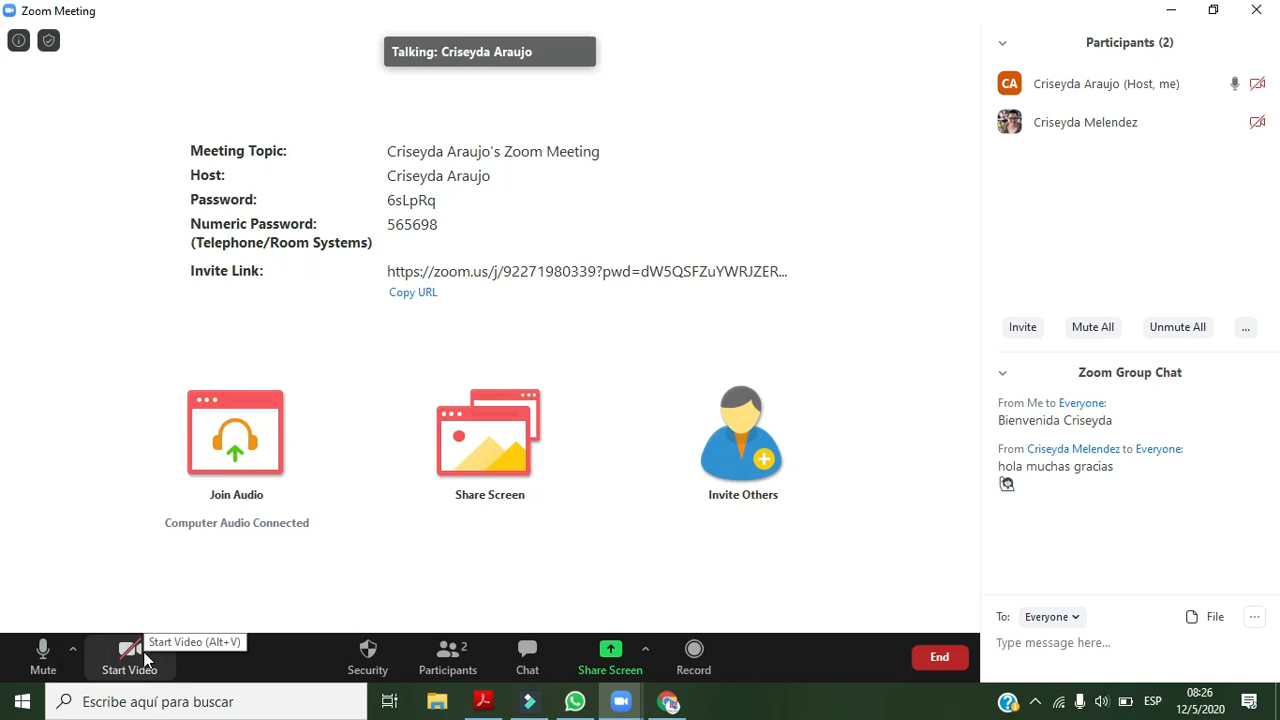 Zoom Meeting
Talking: Criseyda Araujo
Meeting Topic: Criseyda Araujo's Zoom Meeting
Host: Criseyda Araujo
Password: 6sLpRq
Numeric Password: 565698
(Telephone/Room Systems)
Invite Link: https://zoom.us/j/92271980339?pwd=dW5QSFZuYWRJZER...
Copy URL
Join Audio
Computer Audio Connected
Share Screen
Invite Others
Participants (2)
CA Criseyda Araujo (Host, me)
Criseyda Melendez
Invite Mute All Unmute All ...
Zoom Group Chat
From Me to Everyone:
Bienvenida Criseyda
From Criseyda Melendez to Everyone:
hola muchas gracias
To: Everyone File ...
Type message here...
Start Video (Alt+V)
Mute Start Video Security Participants 2 Chat Share Screen Record End
Escribe aquí para buscar
ESP
08:26
12/5/2020